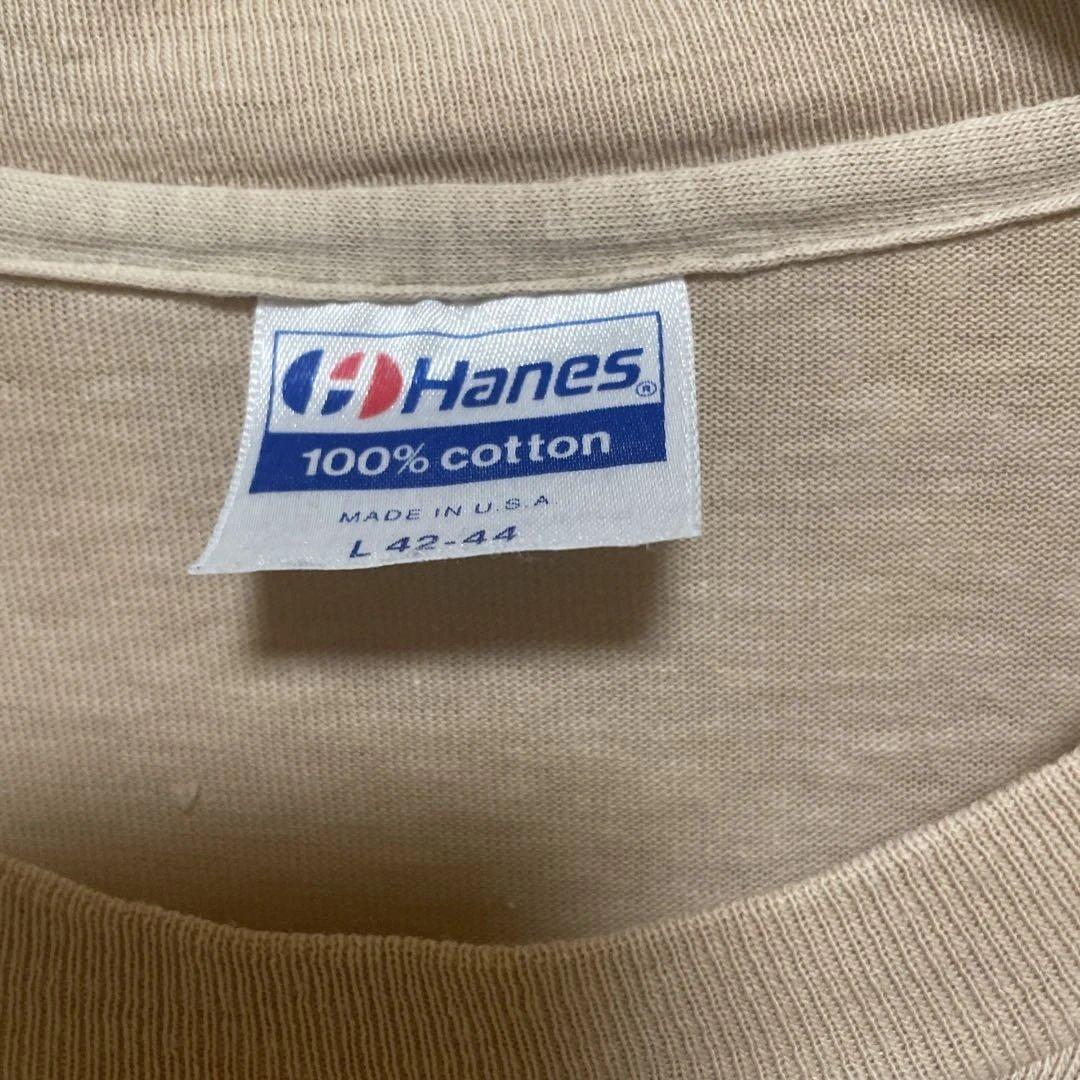 Hanes®
100% cotton
MADE IN U.S.A.
L 42-44